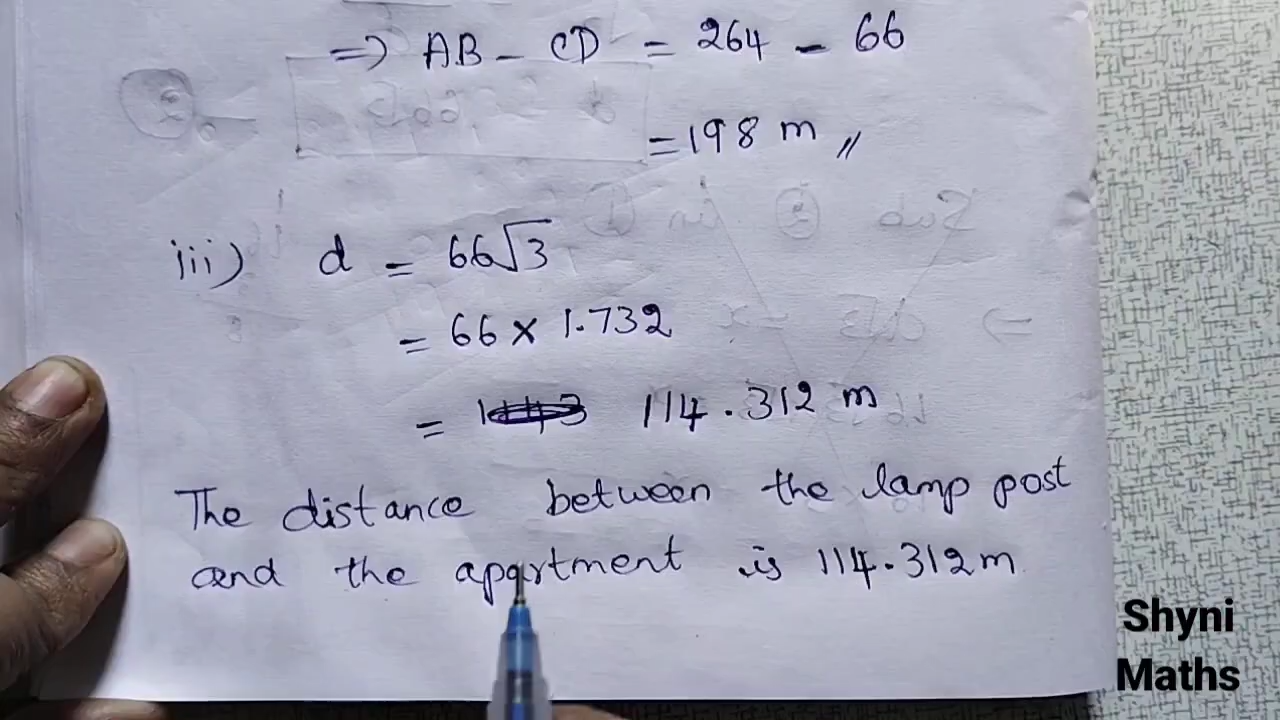 => AB - CD = 264 - 66
= 198 m //
iii) d = 66√3
= 66 × 1.732
= 114.312 m
The distance between the lamp post
and the apartment is 114.312 m
Shyni
Maths